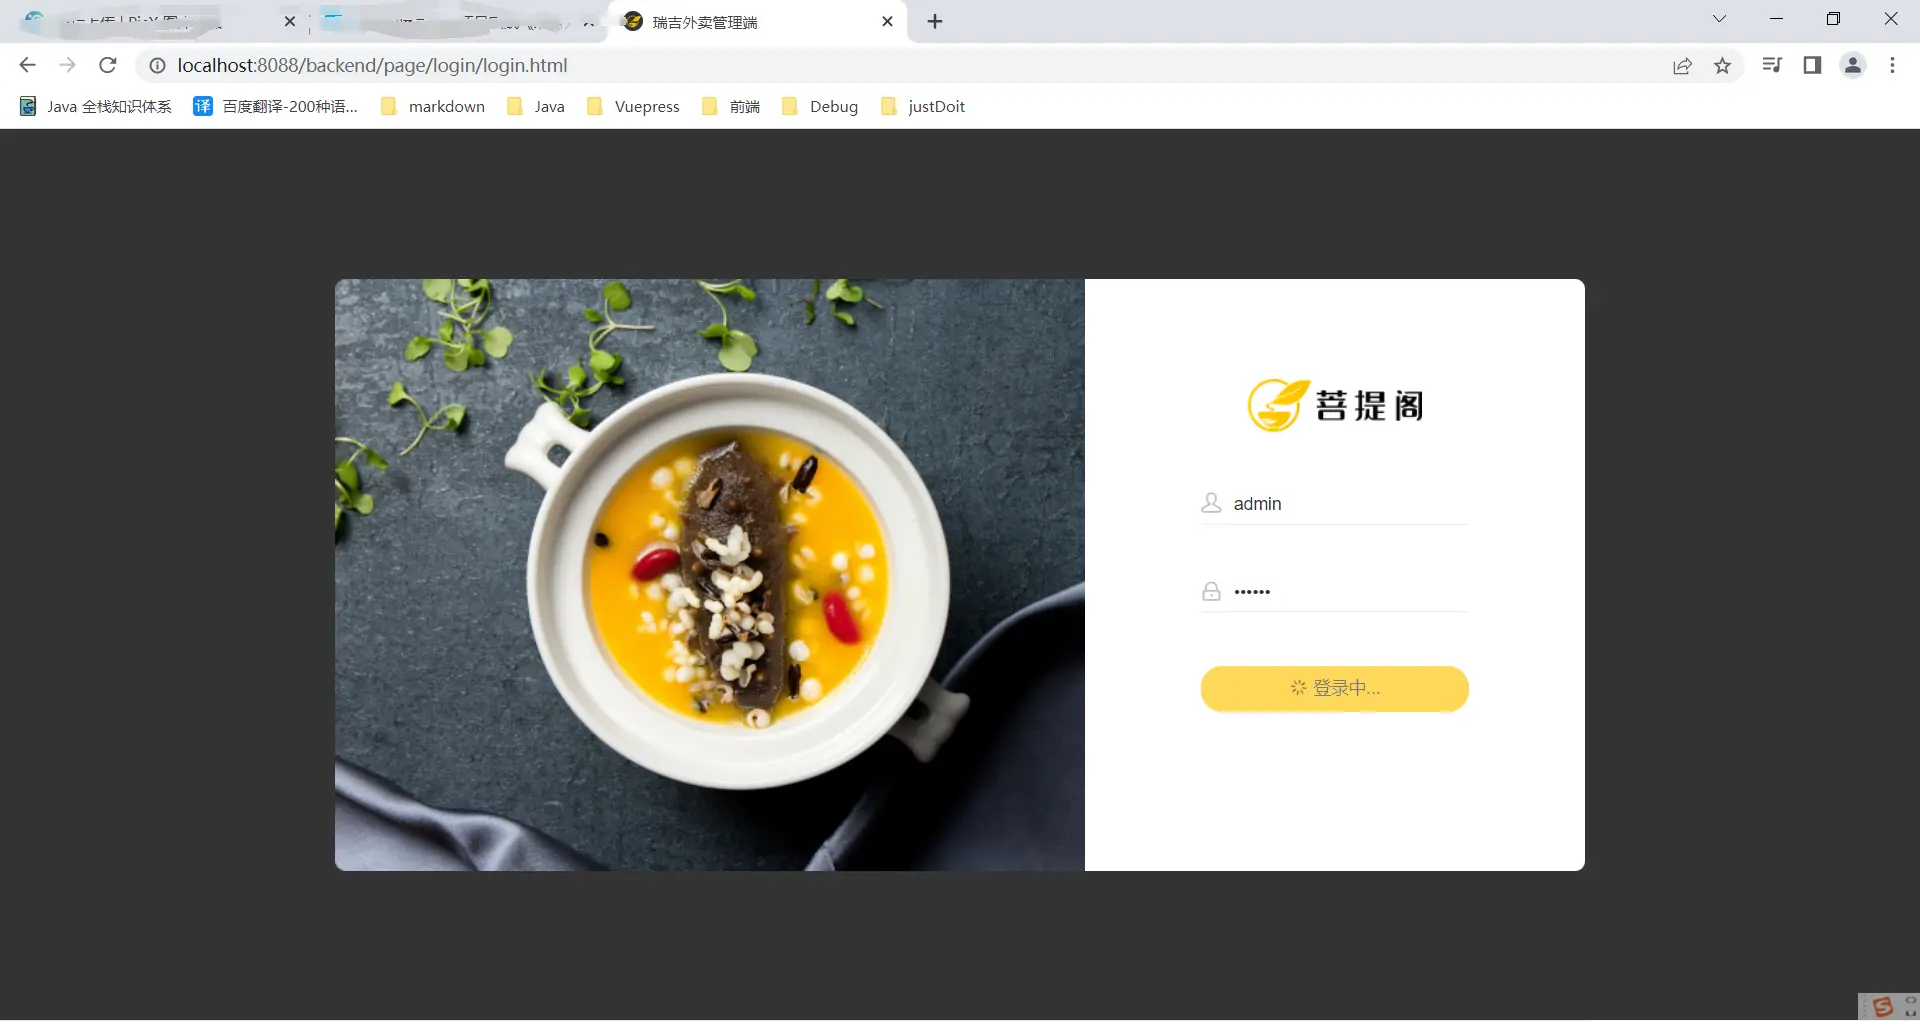 瑞吉外卖管理端
localhost:8088/backend/page/login/login.html
Java 全栈知识体系
译 百度翻译-200种语...
markdown
Java
Vuepress
前端
Debug
justDoit
菩提阁
admin
••••••
登录中...